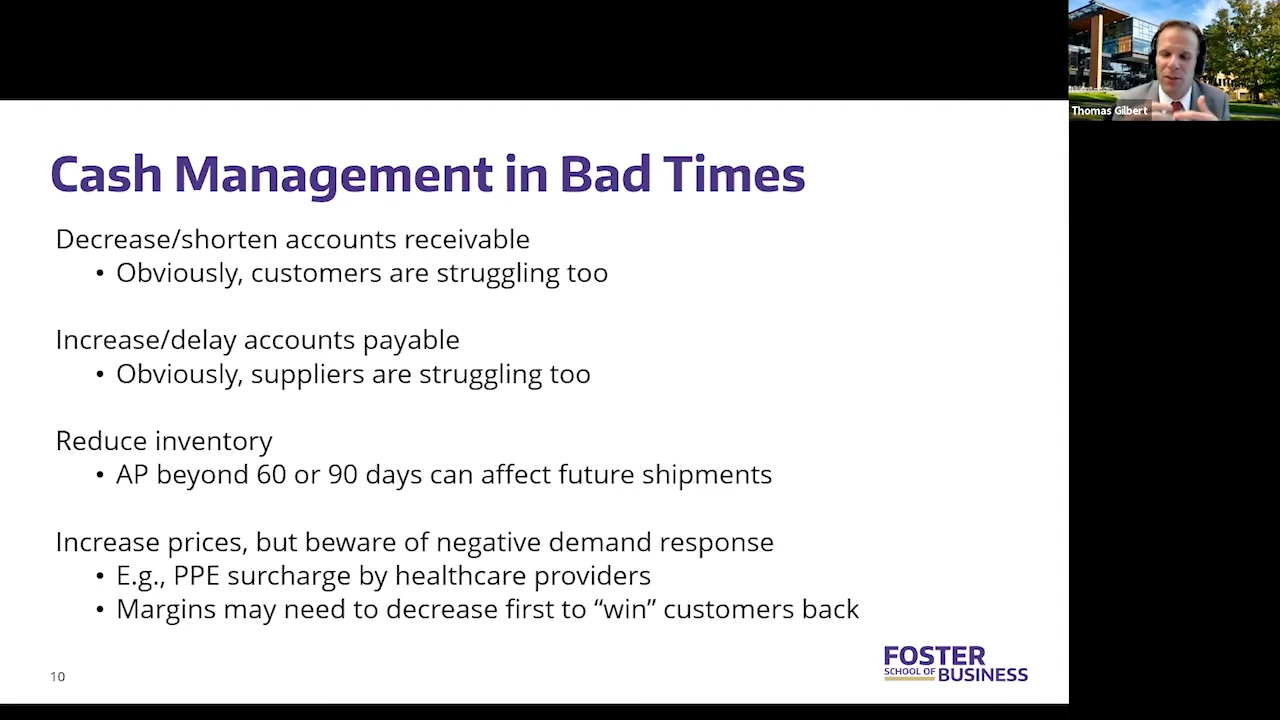 Thomas Gilbert
Cash Management in Bad Times
Decrease/shorten accounts receivable
• Obviously, customers are struggling too
Increase/delay accounts payable
• Obviously, suppliers are struggling too
Reduce inventory
• AP beyond 60 or 90 days can affect future shipments
Increase prices, but beware of negative demand response
• E.g., PPE surcharge by healthcare providers
• Margins may need to decrease first to “win” customers back
10
FOSTER
SCHOOL OF BUSINESS